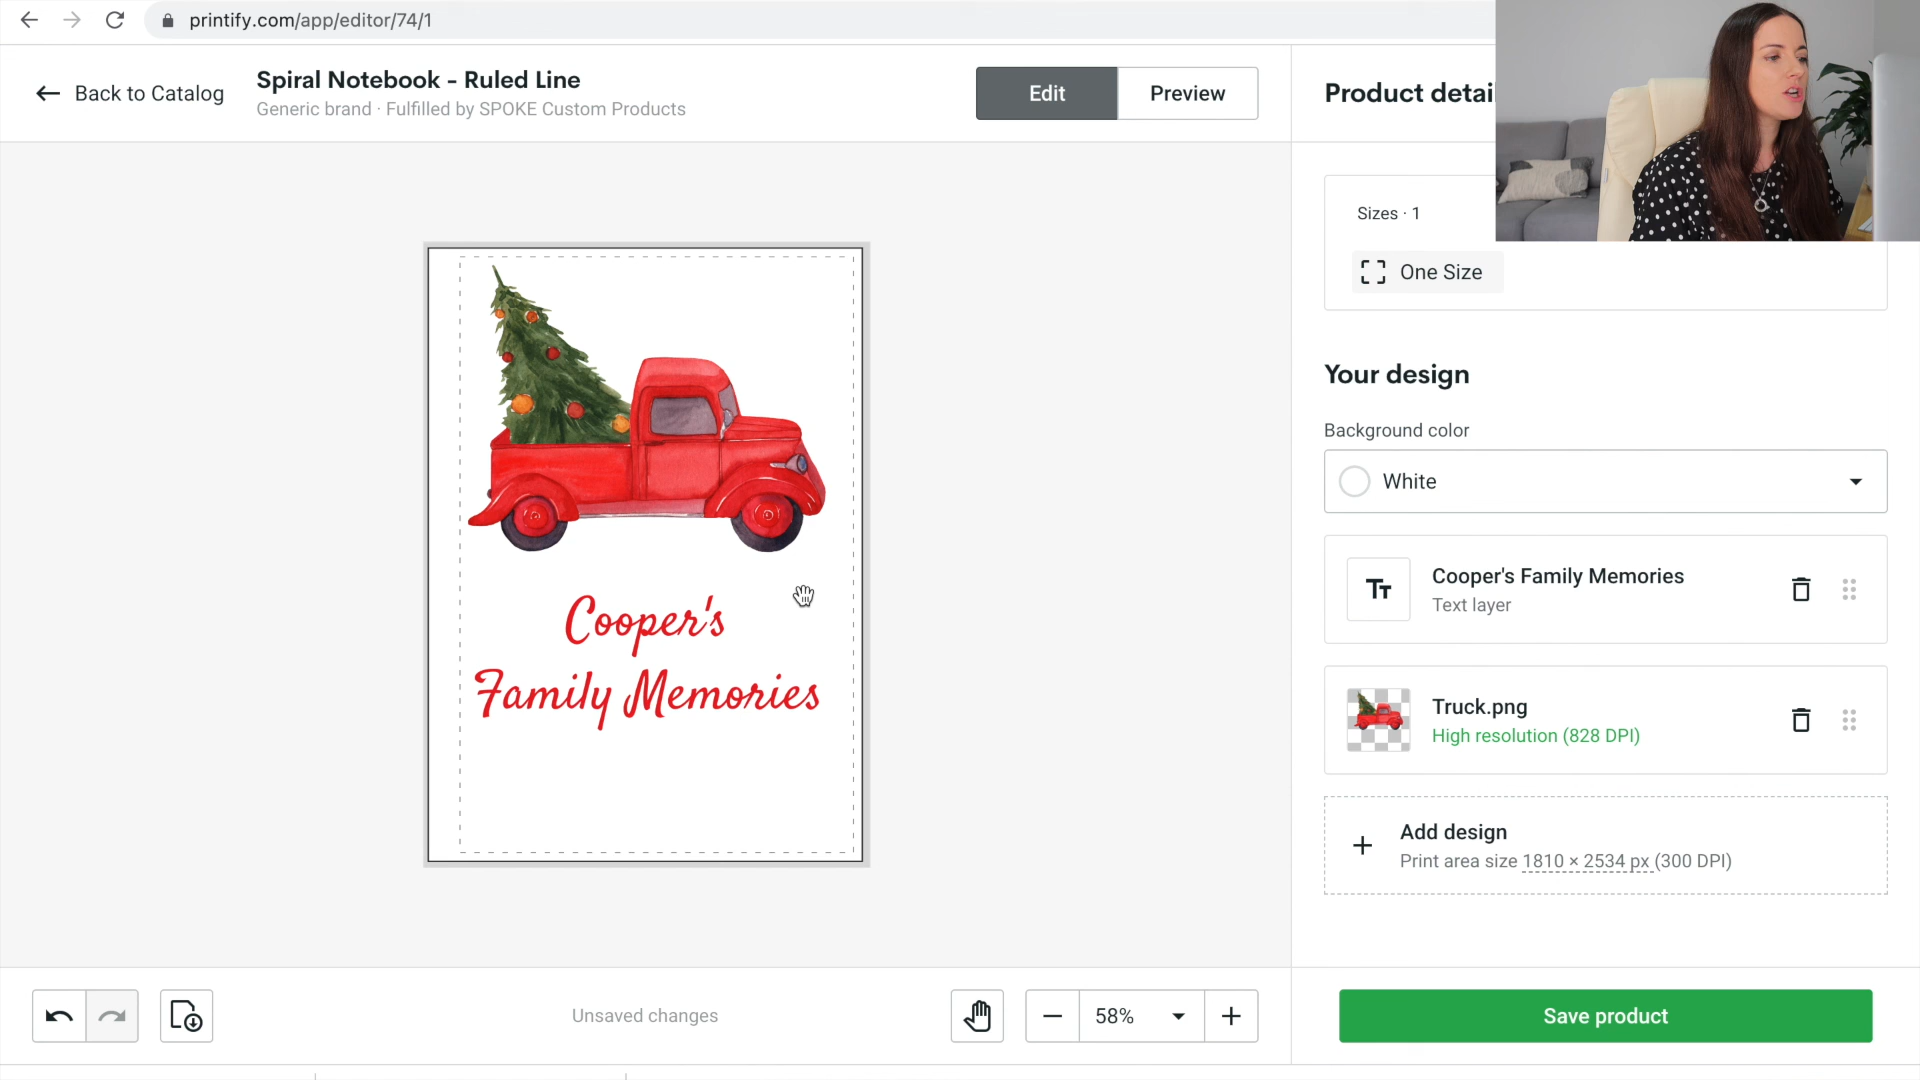 printify.com/app/editor/74/1
Back to Catalog
Spiral Notebook - Ruled Line
Generic brand · Fulfilled by SPOKE Custom Products
Edit
Preview
Product detai
Sizes · 1
One Size
Your design
Background color
White
Cooper's Family Memories
Text layer
Truck.png
High resolution (828 DPI)
Add design
Print area size 1810 × 2534 px (300 DPI)
Cooper's
Family Memories
Unsaved changes
58%
Save product